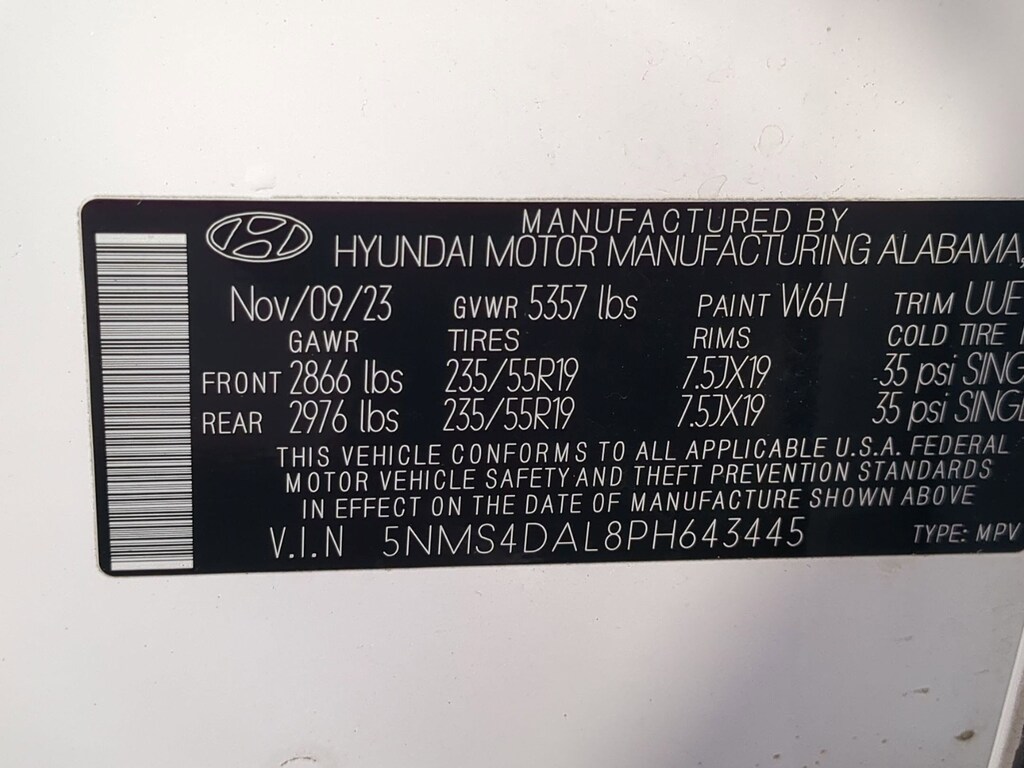 MANUFACTURED BY
HYUNDAI MOTOR MANUFACTURING ALABAMA,
Nov/09/23 GVWR 5357 lbs PAINT W6H TRIM UUE
GAWR TIRES RIMS COLD TIRE
FRONT 2866 lbs 235/55R19 7.5JX19 35 psi SING
REAR 2976 lbs 235/55R19 7.5JX19 35 psi SINGL
THIS VEHICLE CONFORMS TO ALL APPLICABLE U.S.A. FEDERAL
MOTOR VEHICLE SAFETY AND THEFT PREVENTION STANDARDS
IN EFFECT ON THE DATE OF MANUFACTURE SHOWN ABOVE
V.I.N 5NMS4DAL8PH643445 TYPE: MPV